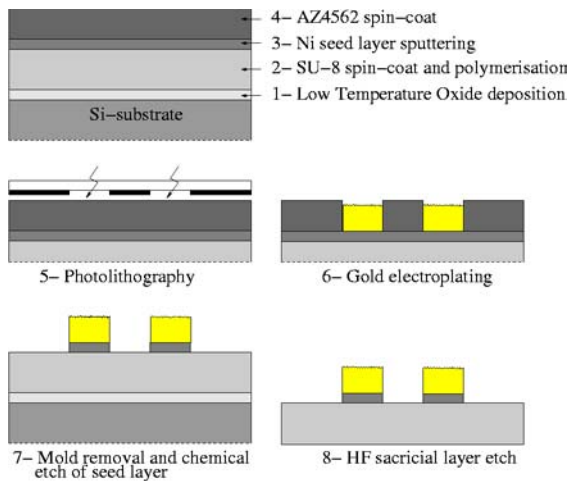 4– AZ4562 spin–coat
3– Ni seed layer sputtering
2– SU–8 spin–coat and polymerisation
1– Low Temperature Oxide deposition
Si–substrate
5– Photolithography
6– Gold electroplating
7– Mold removal and chemical
etch of seed layer
8– HF sacricial layer etch